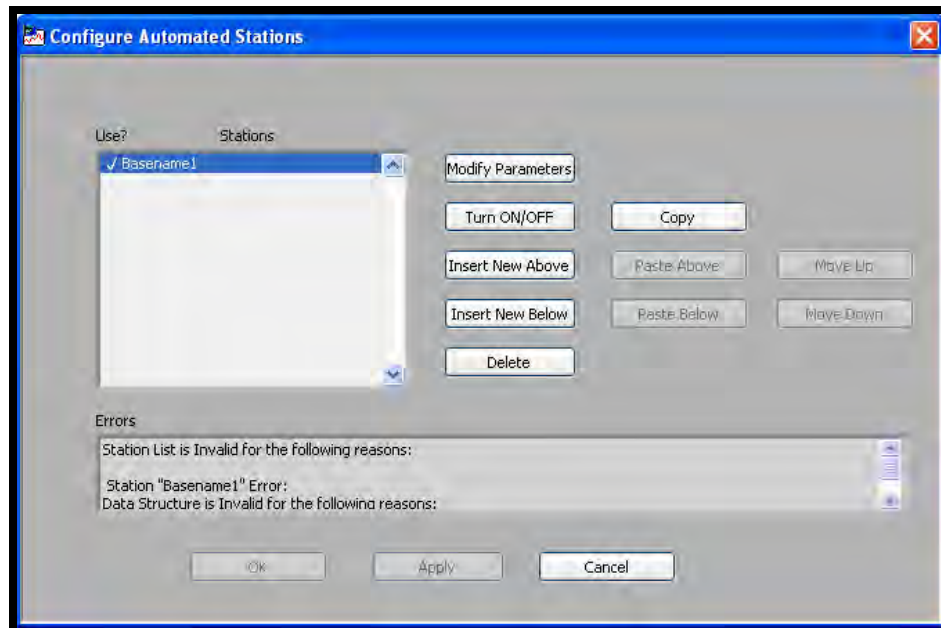 Configure Automated Stations
Use? Stations
√ Basename1
Modify Parameters
Turn ON/OFF Copy
Insert New Above Paste Above Move Up
Insert New Below Paste Below Move Down
Delete
Errors
Station List is Invalid for the following reasons:
Station "Basename1" Error:
Data Structure is Invalid for the following reasons:
Ok Apply Cancel